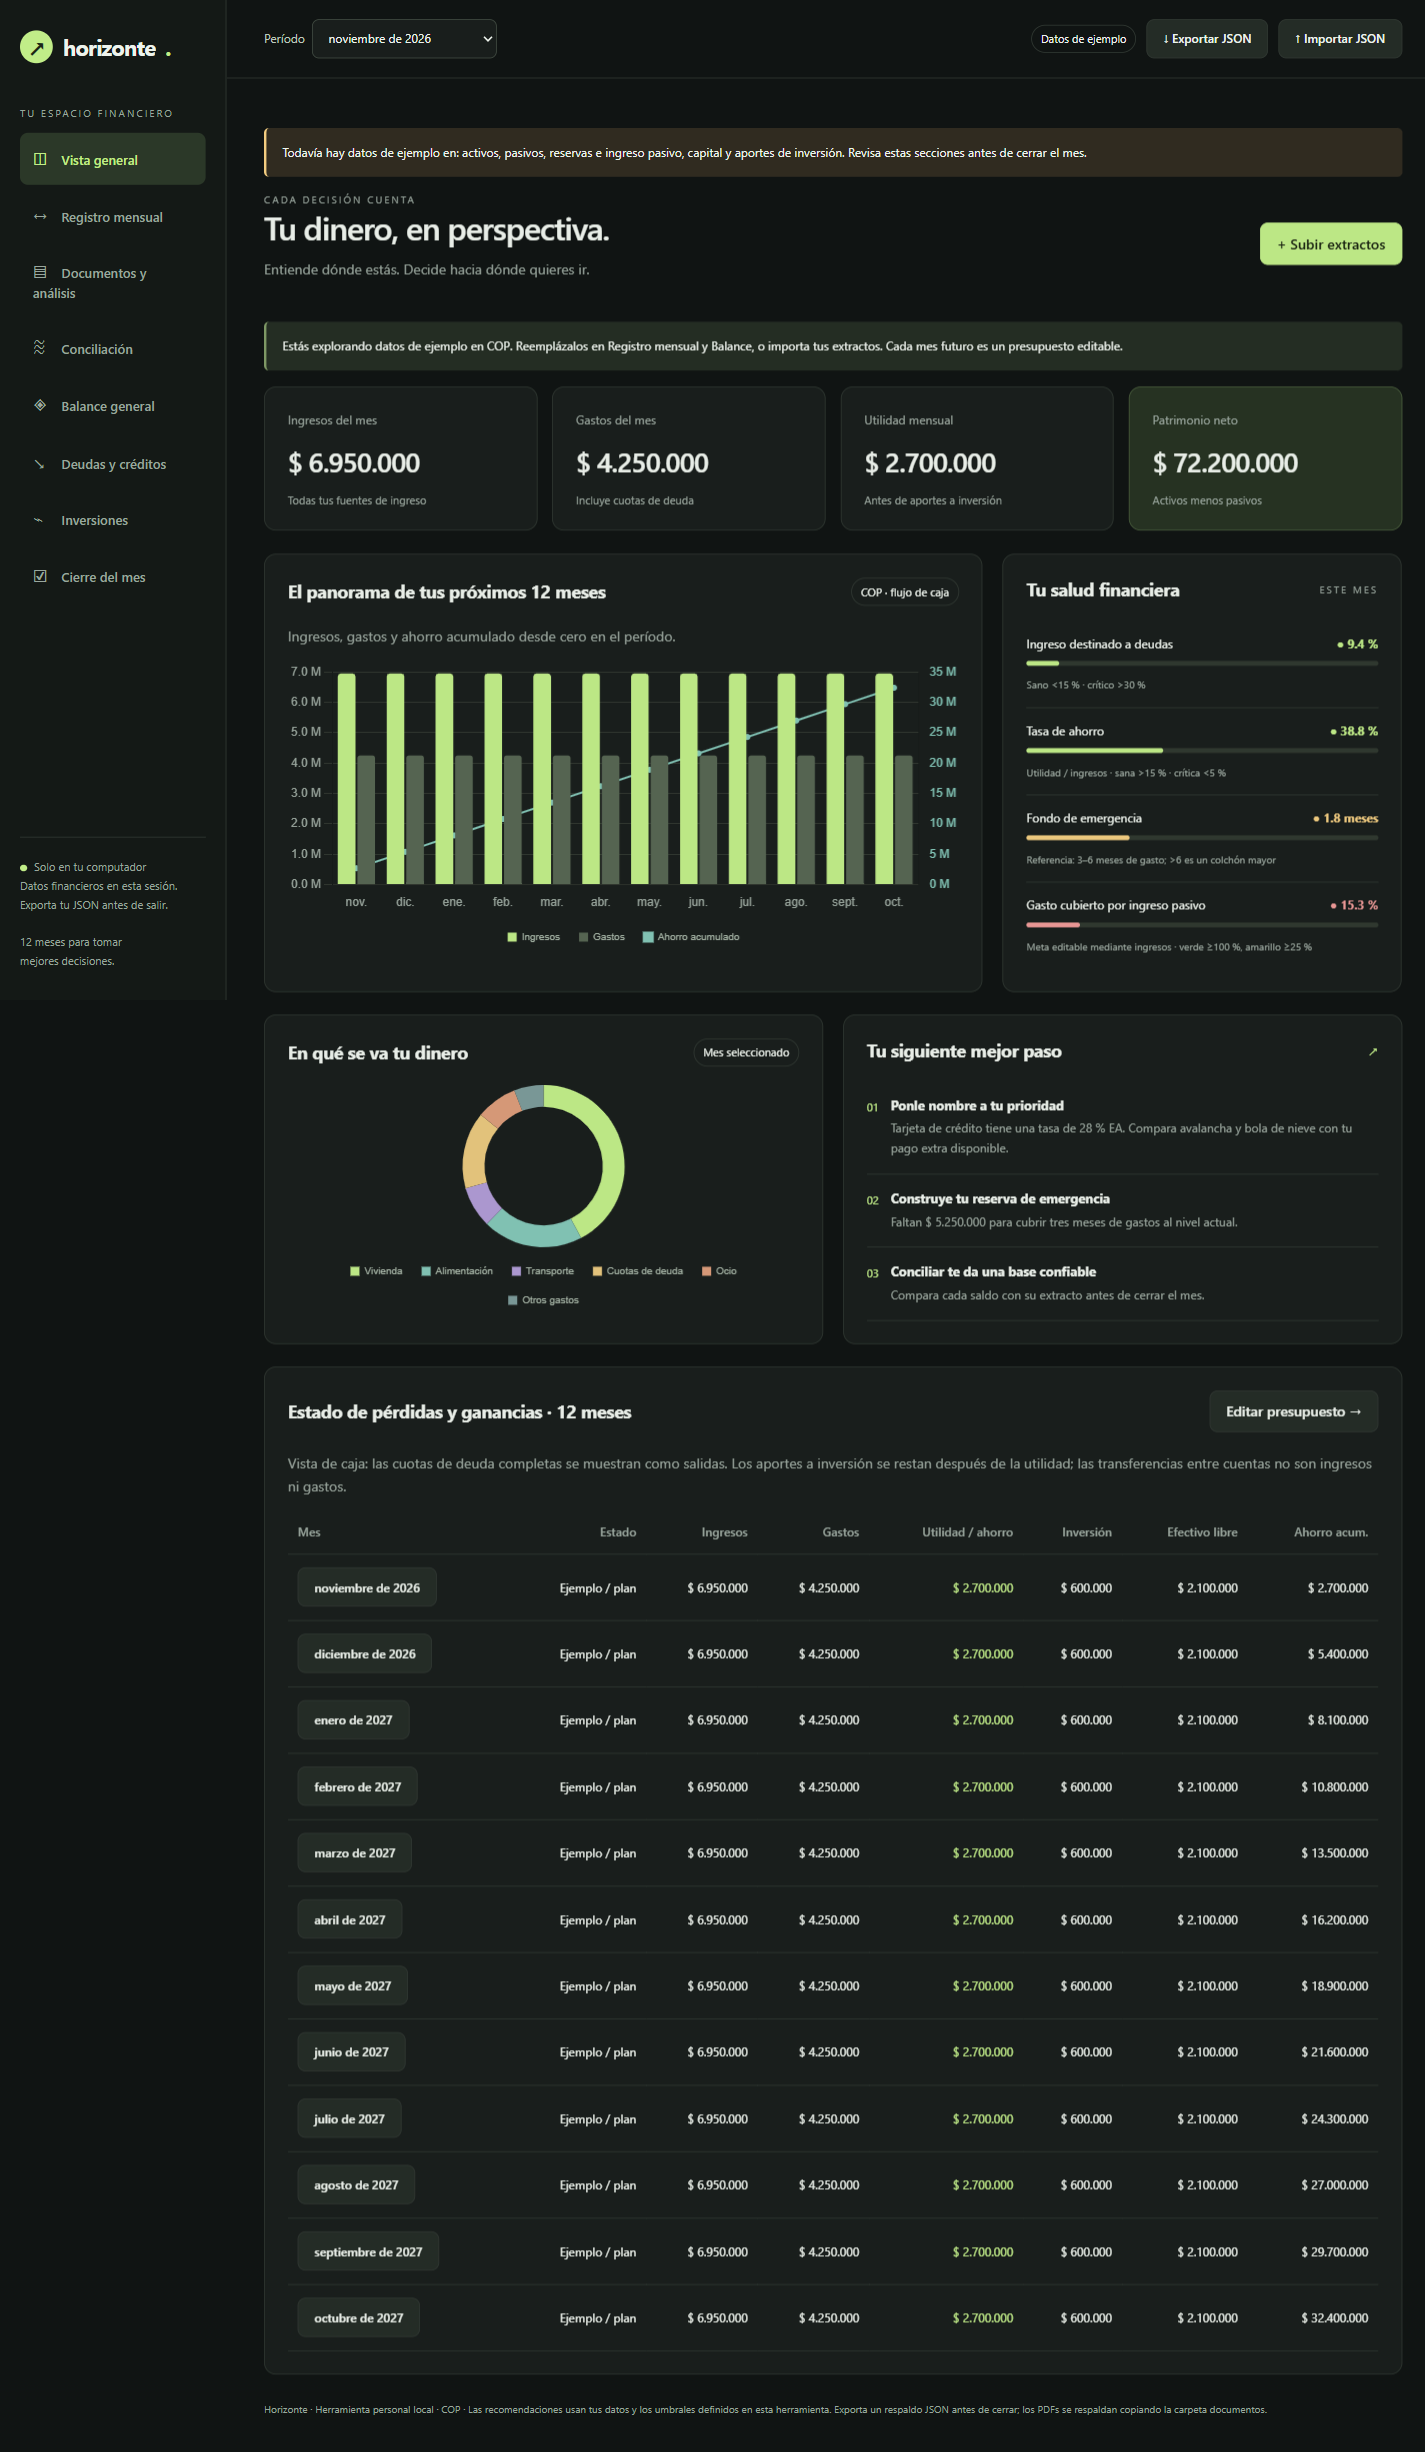 horizonte .
TU ESPACIO FINANCIERO
Vista general
Registro mensual
Documentos y
análisis
Conciliación
Balance general
Deudas y créditos
Inversiones
Cierre del mes
Solo en tu computador
Datos financieros en esta sesión.
Exporta tu JSON antes de salir.
12 meses para tomar
mejores decisiones.
Período noviembre de 2026
Datos de ejemplo ↓ Exportar JSON ↑ Importar JSON
Todavía hay datos de ejemplo en: activos, pasivos, reservas e ingreso pasivo, capital y aportes de inversión. Revisa estas secciones antes de cerrar el mes.
CADA DECISIÓN CUENTA
Tu dinero, en perspectiva.
Entiende dónde estás. Decide hacia dónde quieres ir.
+ Subir extractos
Estás explorando datos de ejemplo en COP. Reemplázalos en Registro mensual y Balance, o importa tus extractos. Cada mes futuro es un presupuesto editable.
Ingresos del mes
$ 6.950.000
Todas tus fuentes de ingreso
Gastos del mes
$ 4.250.000
Incluye cuotas de deuda
Utilidad mensual
$ 2.700.000
Antes de aportes a inversión
Patrimonio neto
$ 72.200.000
Activos menos pasivos
El panorama de tus próximos 12 meses
COP · flujo de caja
Ingresos, gastos y ahorro acumulado desde cero en el período.
7.0 M 35 M
6.0 M 30 M
5.0 M 25 M
4.0 M 20 M
3.0 M 15 M
2.0 M 10 M
1.0 M 5 M
0.0 M 0 M
nov. dic. ene. feb. mar. abr. may. jun. jul. ago. sept. oct.
Ingresos Gastos Ahorro acumulado
Tu salud financiera
ESTE MES
Ingreso destinado a deudas ● 9.4 %
Sano <15 % · crítico >30 %
Tasa de ahorro ● 38.8 %
Utilidad / ingresos · sana >15 % · crítica <5 %
Fondo de emergencia ● 1.8 meses
Referencia: 3–6 meses de gasto; >6 es un colchón mayor
Gasto cubierto por ingreso pasivo ● 15.3 %
Meta editable mediante ingresos · verde ≥100 %, amarillo ≥25 %
En qué se va tu dinero
Mes seleccionado
Vivienda Alimentación Transporte Cuotas de deuda Ocio
Otros gastos
Tu siguiente mejor paso ↗
01 Ponle nombre a tu prioridad
Tarjeta de crédito tiene una tasa de 28 % EA. Compara avalancha y bola de nieve con tu
pago extra disponible.
02 Construye tu reserva de emergencia
Faltan $ 5.250.000 para cubrir tres meses de gastos al nivel actual.
03 Conciliar te da una base confiable
Compara cada saldo con su extracto antes de cerrar el mes.
Estado de pérdidas y ganancias · 12 meses
Editar presupuesto →
Vista de caja: las cuotas de deuda completas se muestran como salidas. Los aportes a inversión se restan después de la utilidad; las transferencias entre cuentas no son ingresos
ni gastos.
Mes Estado Ingresos Gastos Utilidad / ahorro Inversión Efectivo libre Ahorro acum.
noviembre de 2026 Ejemplo / plan $ 6.950.000 $ 4.250.000 $ 2.700.000 $ 600.000 $ 2.100.000 $ 2.700.000
diciembre de 2026 Ejemplo / plan $ 6.950.000 $ 4.250.000 $ 2.700.000 $ 600.000 $ 2.100.000 $ 5.400.000
enero de 2027 Ejemplo / plan $ 6.950.000 $ 4.250.000 $ 2.700.000 $ 600.000 $ 2.100.000 $ 8.100.000
febrero de 2027 Ejemplo / plan $ 6.950.000 $ 4.250.000 $ 2.700.000 $ 600.000 $ 2.100.000 $ 10.800.000
marzo de 2027 Ejemplo / plan $ 6.950.000 $ 4.250.000 $ 2.700.000 $ 600.000 $ 2.100.000 $ 13.500.000
abril de 2027 Ejemplo / plan $ 6.950.000 $ 4.250.000 $ 2.700.000 $ 600.000 $ 2.100.000 $ 16.200.000
mayo de 2027 Ejemplo / plan $ 6.950.000 $ 4.250.000 $ 2.700.000 $ 600.000 $ 2.100.000 $ 18.900.000
junio de 2027 Ejemplo / plan $ 6.950.000 $ 4.250.000 $ 2.700.000 $ 600.000 $ 2.100.000 $ 21.600.000
julio de 2027 Ejemplo / plan $ 6.950.000 $ 4.250.000 $ 2.700.000 $ 600.000 $ 2.100.000 $ 24.300.000
agosto de 2027 Ejemplo / plan $ 6.950.000 $ 4.250.000 $ 2.700.000 $ 600.000 $ 2.100.000 $ 27.000.000
septiembre de 2027 Ejemplo / plan $ 6.950.000 $ 4.250.000 $ 2.700.000 $ 600.000 $ 2.100.000 $ 29.700.000
octubre de 2027 Ejemplo / plan $ 6.950.000 $ 4.250.000 $ 2.700.000 $ 600.000 $ 2.100.000 $ 32.400.000
Horizonte · Herramienta personal local · COP · Las recomendaciones usan tus datos y los umbrales definidos en esta herramienta. Exporta un respaldo JSON antes de cerrar; los PDFs se respaldan copiando la carpeta documentos.